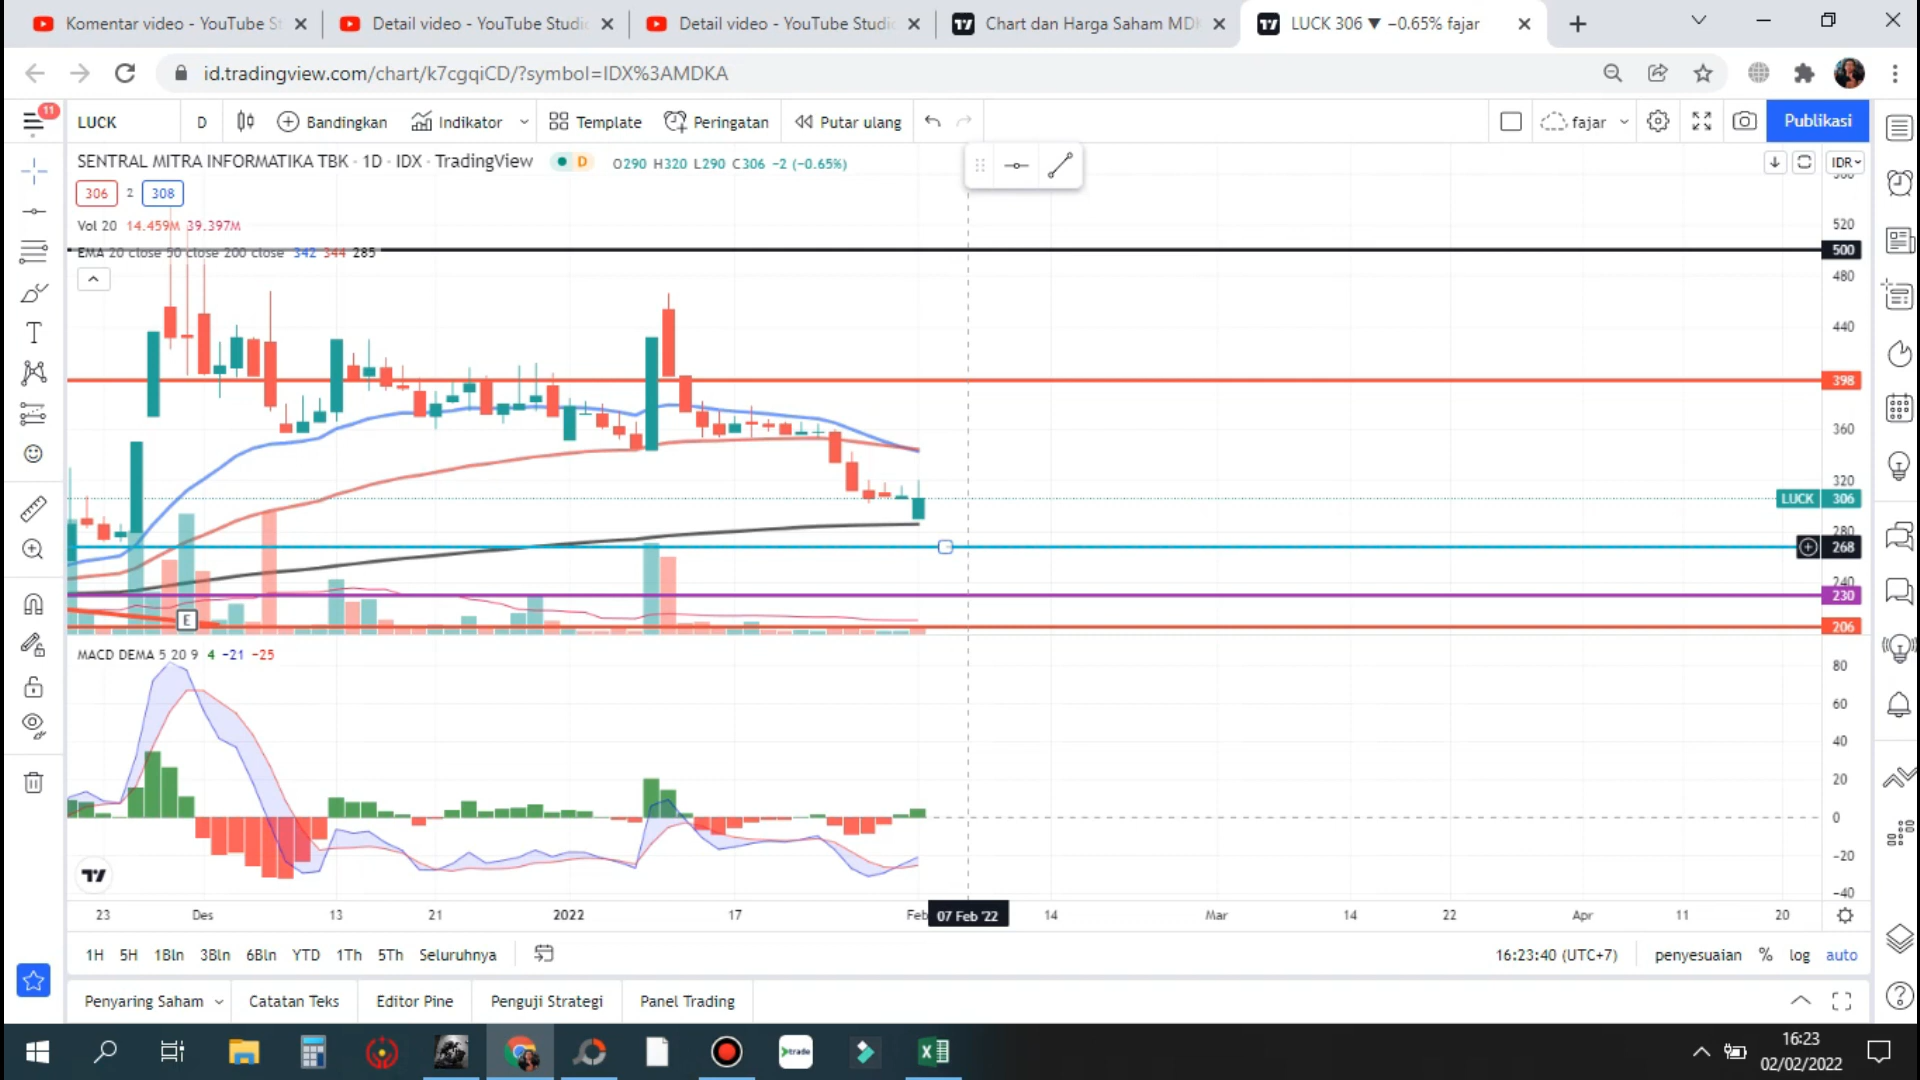 Komentar video - YouTube S
Detail video - YouTube Studi
Detail video - YouTube Studi
Chart dan Harga Saham MD
LUCK 306 ▼ −0.65% fajar
id.tradingview.com/chart/k7cgqiCD/?symbol=IDX%3AMDKA
11
LUCK
D
Bandingkan
Indikator
Template
Peringatan
Putar ulang
fajar
Publikasi
SENTRAL MITRA INFORMATIKA TBK · 1D · IDX · TradingView
D
O290 H320 L290 C306 −2 (−0.65%)
IDR
306 2 308
Vol 20 14.459M 39.397M
EMA 20 close 50 close 200 close 342 344 285
520
500
480
440
398
360
320
LUCK 306
280
268
240
230
206
E
MACD DEMA 5 20 9 4 −21 −25
80
60
40
20
0
−20
−40
23 Des 13 21 2022 17 Feb 07 Feb '22 14 Mar 14 22 Apr 11 20
1H 5H 1Bln 3Bln 6Bln YTD 1Th 5Th Seluruhnya
16:23:40 (UTC+7) penyesuaian % log auto
Penyaring Saham Catatan Teks Editor Pine Penguji Strategi Panel Trading
trade
16:23
02/02/2022